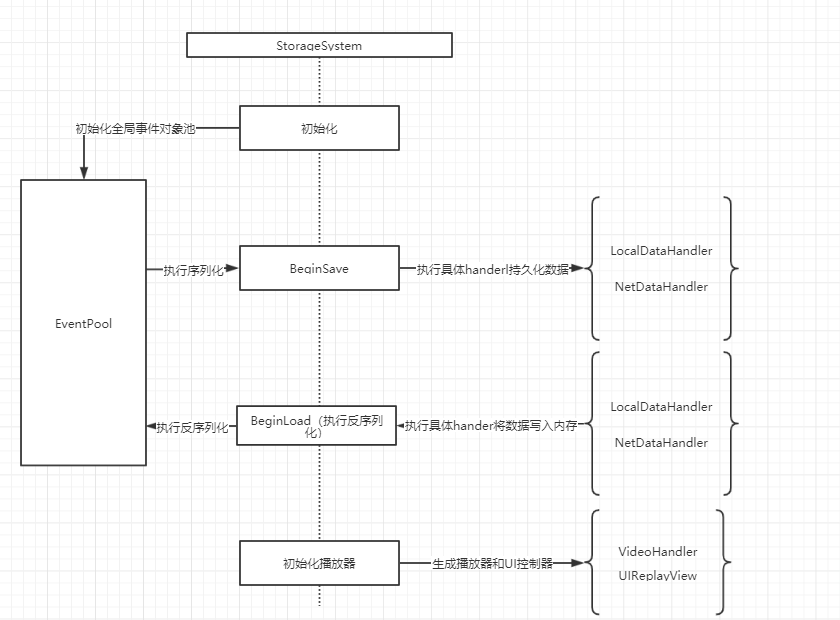 StorageSystem
初始化全局事件对象池
初始化
EventPool
执行序列化
BeginSave
执行具体handerl持久化数据
LocalDataHandler
NetDataHandler
执行反序列化
BeginLoad（执行反序列
化）
执行具体hander将数据写入内存
LocalDataHandler
NetDataHandler
初始化播放器
生成播放器和UI控制器
VideoHandler
UIReplayView